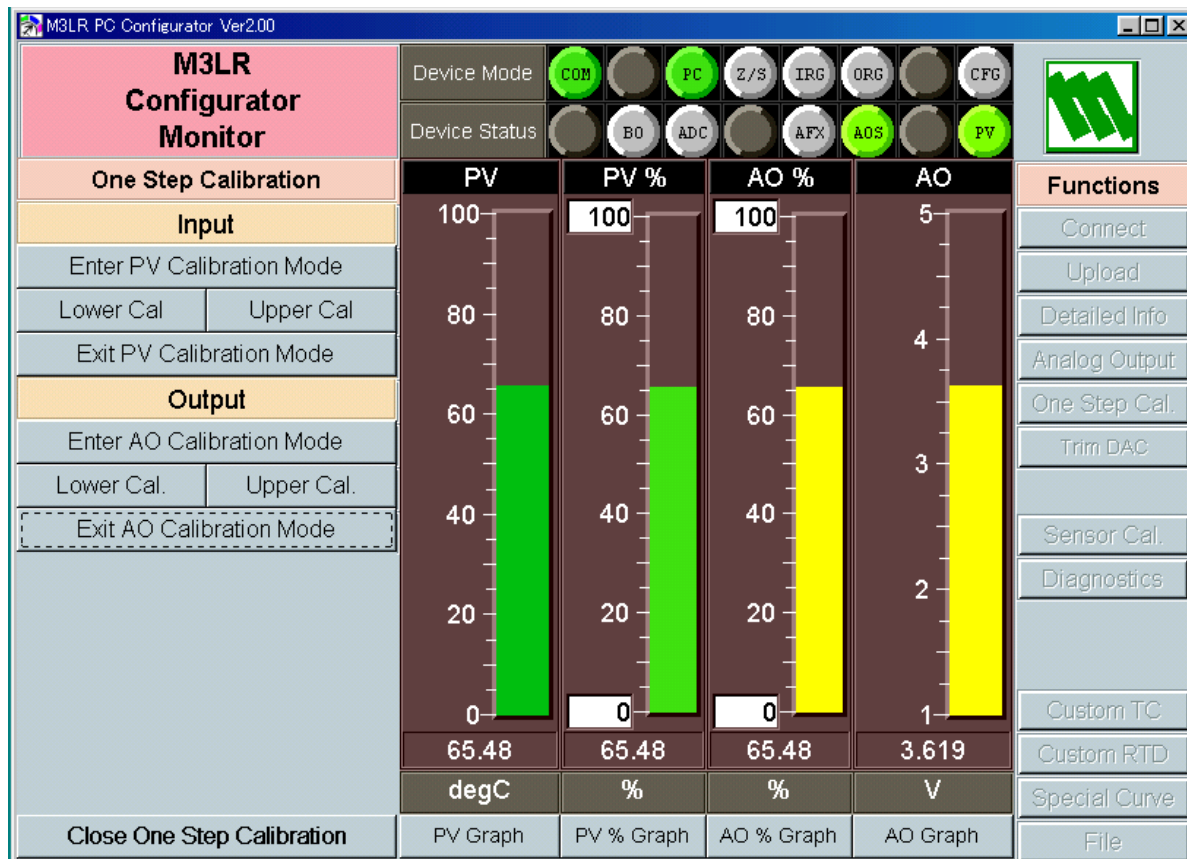 M3LR PC Configurator Ver2.00
M3LR
Configurator
Monitor
Device Mode
COM
PC
Z/S
IRG
ORG
CFG
Device Status
BO
ADC
AFX
AOS
PV
One Step Calibration
Input
Enter PV Calibration Mode
Lower Cal
Upper Cal
Exit PV Calibration Mode
Output
Enter AO Calibration Mode
Lower Cal.
Upper Cal.
Exit AO Calibration Mode
Close One Step Calibration
PV
100
80
60
40
20
0
65.48
degC
PV Graph
PV %
100
80
60
40
20
0
65.48
%
PV % Graph
AO %
100
80
60
40
20
0
65.48
%
AO % Graph
AO
5
4
3
2
1
3.619
V
AO Graph
Functions
Connect
Upload
Detailed Info
Analog Output
One Step Cal.
Trim DAC
Sensor Cal.
Diagnostics
Custom TC
Custom RTD
Special Curve
File